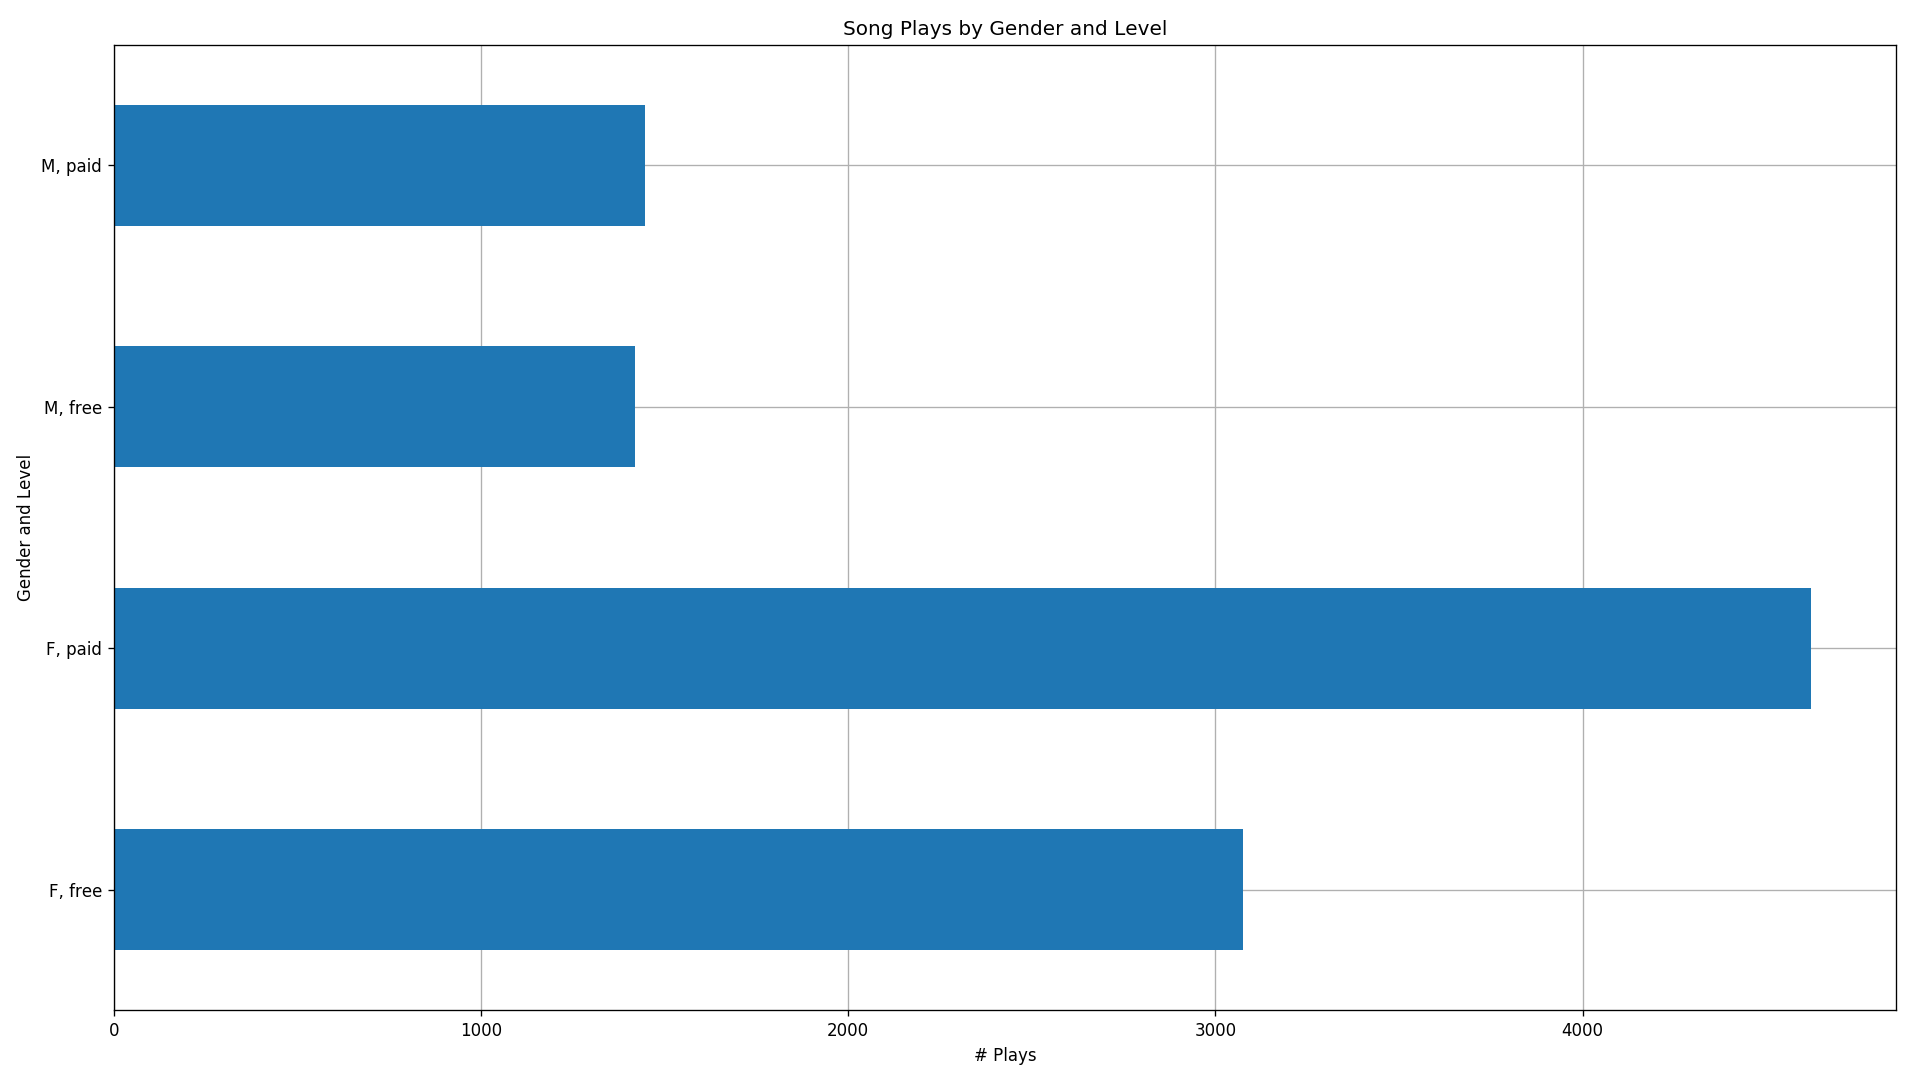 Song Plays by Gender and Level
M, paid
M, free
F, paid
F, free
Gender and Level
0 1000 2000 3000 4000
# Plays